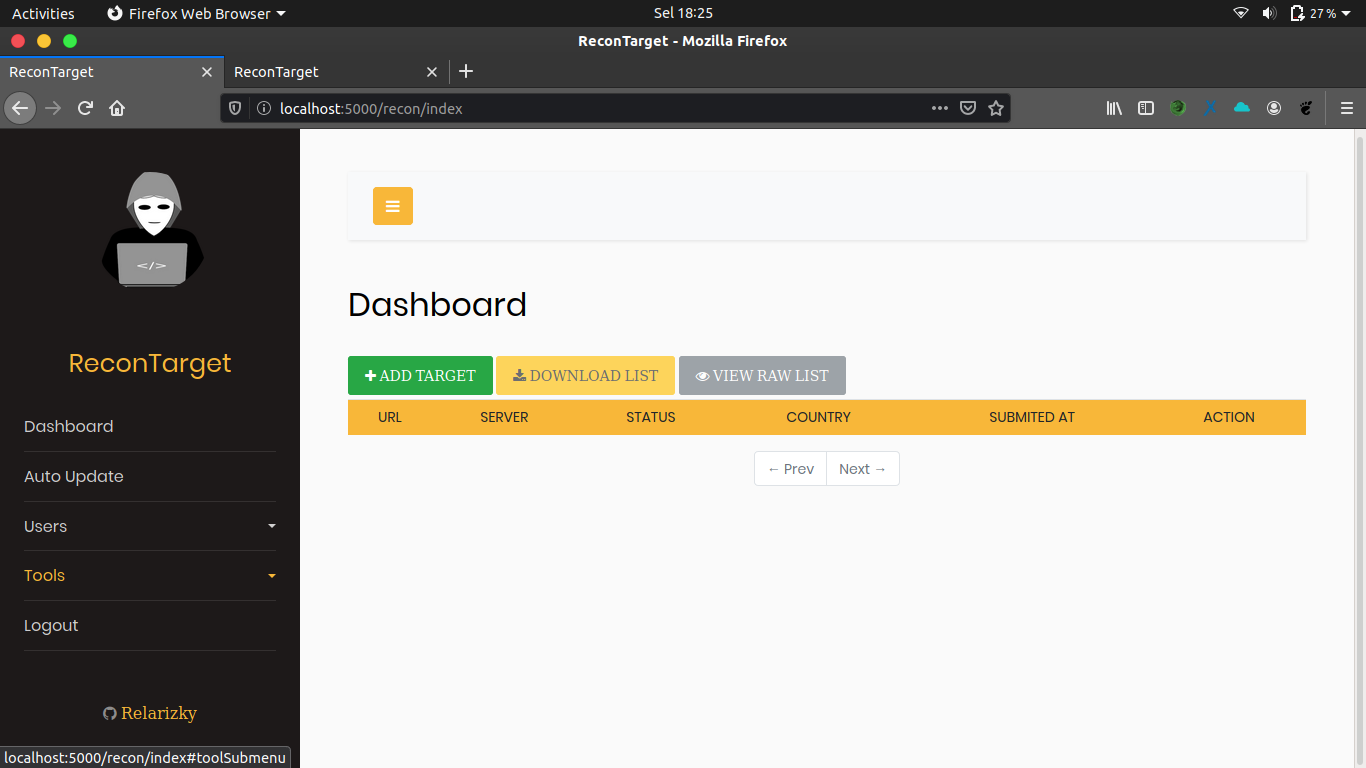 Activities Firefox Web Browser Sel 18:25 27 %
ReconTarget - Mozilla Firefox
ReconTarget ReconTarget
localhost:5000/recon/index
</>
ReconTarget
Dashboard
Auto Update
Users
Tools
Logout
Relarizky
Dashboard
ADD TARGET DOWNLOAD LIST VIEW RAW LIST
URL SERVER STATUS COUNTRY SUBMITED AT ACTION
← Prev Next →
localhost:5000/recon/index#toolSubmenu